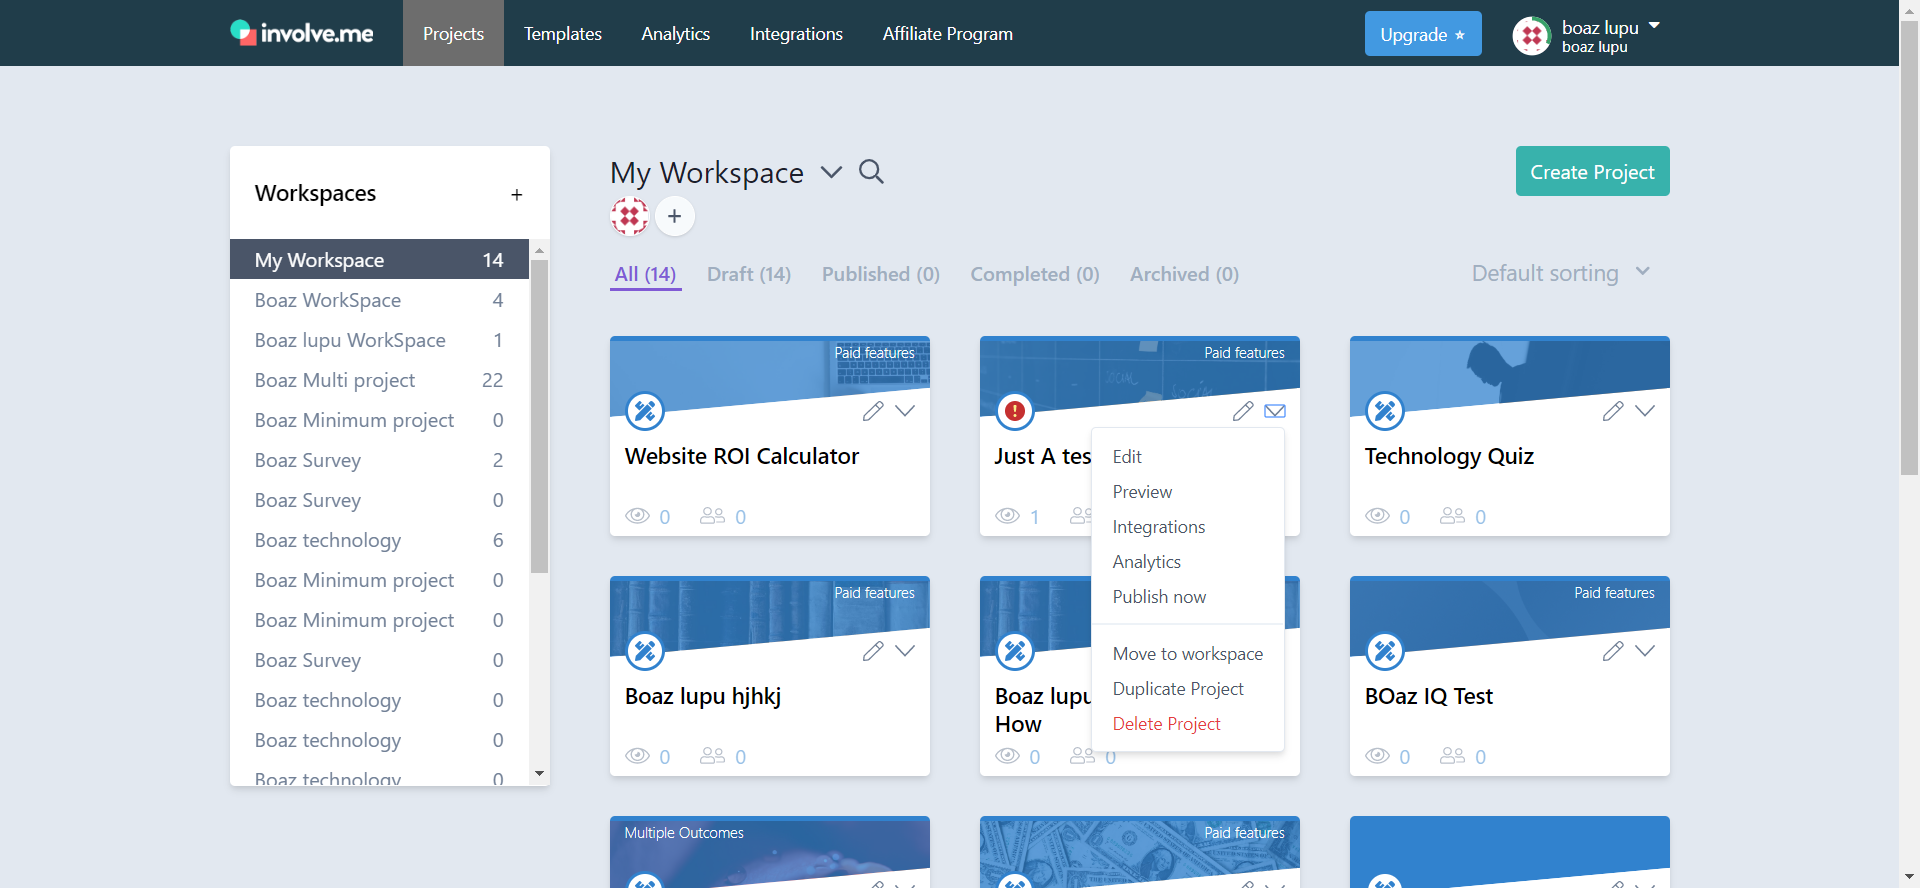 involve.me
Projects
Templates
Analytics
Integrations
Affiliate Program
Upgrade
boaz lupu
boaz lupu
Workspaces
+
My Workspace 14
Boaz WorkSpace 4
Boaz lupu WorkSpace 1
Boaz Multi project 22
Boaz Minimum project 0
Boaz Survey 2
Boaz Survey 0
Boaz technology 6
Boaz Minimum project 0
Boaz Minimum project 0
Boaz Survey 0
Boaz technology 0
Boaz technology 0
Boaz technology 0
My Workspace
+
Create Project
All (14)
Draft (14)
Published (0)
Completed (0)
Archived (0)
Default sorting
Paid features
Website ROI Calculator
0 0
Paid features
Just A tes
1
Technology Quiz
0 0
Edit
Preview
Integrations
Analytics
Publish now
Move to workspace
Duplicate Project
Delete Project
Paid features
Boaz lupu hjhkj
0 0
Boaz lupu
How
0 0
Paid features
BOaz IQ Test
0 0
Multiple Outcomes
Paid features